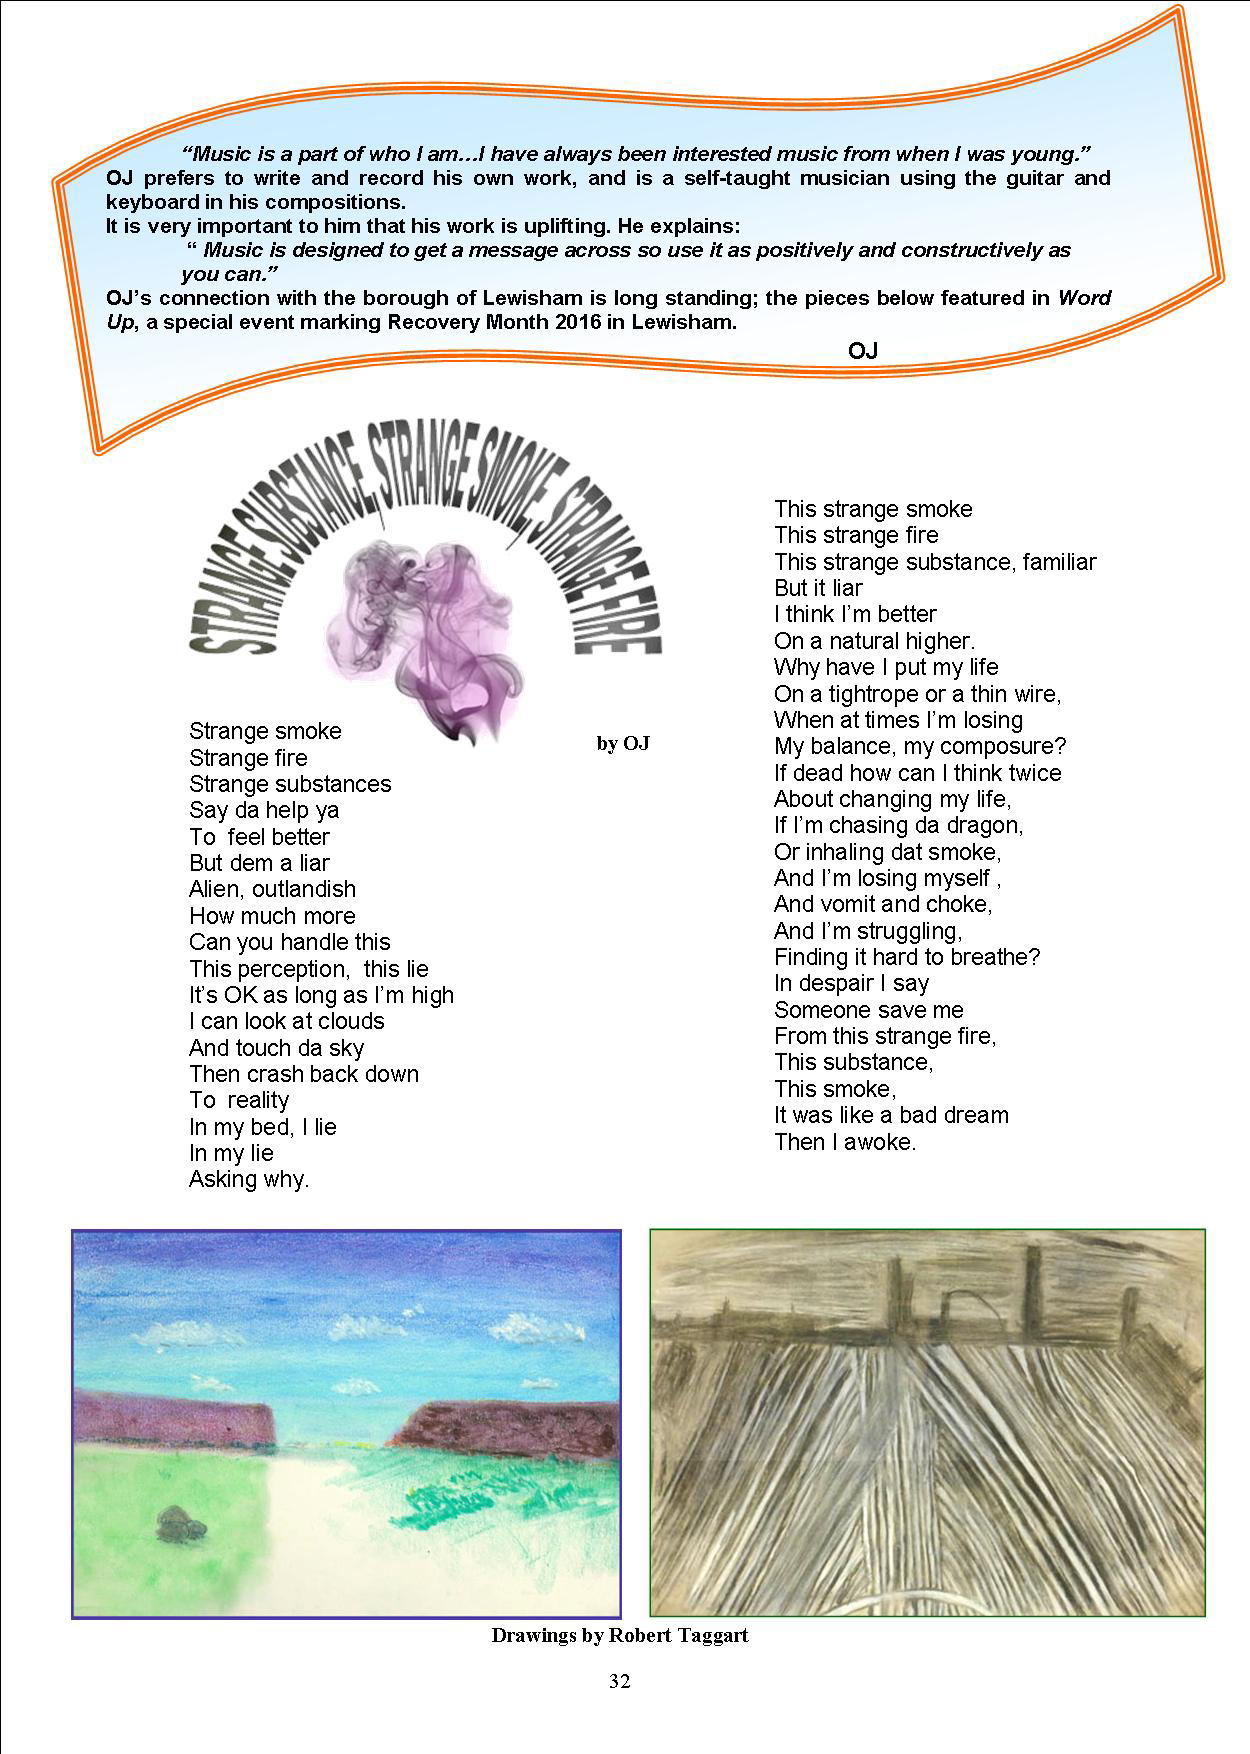 “Music is a part of who I am…I have always been interested music from when I was young.”
OJ prefers to write and record his own work, and is a self-taught musician using the guitar and
keyboard in his compositions.
It is very important to him that his work is uplifting. He explains:
“ Music is designed to get a message across so use it as positively and constructively as
you can.”
OJ’s connection with the borough of Lewisham is long standing; the pieces below featured in Word
Up, a special event marking Recovery Month 2016 in Lewisham.
OJ
STRANGE SUBSTANCE, STRANGE SMOKE, STRANGE FIRE
by OJ
Strange smoke
Strange fire
Strange substances
Say da help ya
To  feel better
But dem a liar
Alien, outlandish
How much more
Can you handle this
This perception,  this lie
It’s OK as long as I’m high
I can look at clouds
And touch da sky
Then crash back down
To  reality
In my bed, I lie
In my lie
Asking why.
This strange smoke
This strange fire
This strange substance, familiar
But it liar
I think I’m better
On a natural higher.
Why have I put my life
On a tightrope or a thin wire,
When at times I’m losing
My balance, my composure?
If dead how can I think twice
About changing my life,
If I’m chasing da dragon,
Or inhaling dat smoke,
And I’m losing myself ,
And vomit and choke,
And I’m struggling,
Finding it hard to breathe?
In despair I say
Someone save me
From this strange fire,
This substance,
This smoke,
It was like a bad dream
Then I awoke.
Drawings by Robert Taggart
32